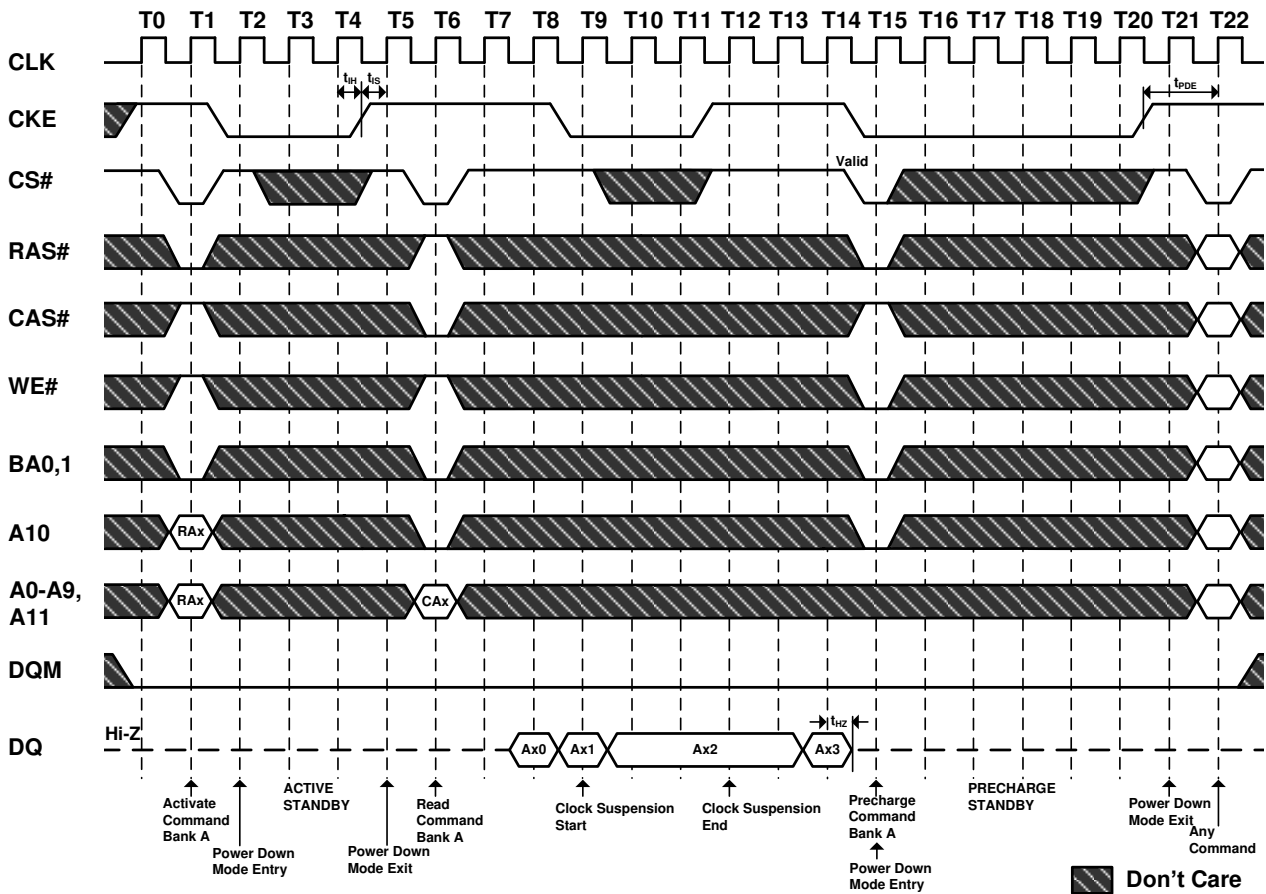 T0 T1 T2 T3 T4 T5 T6 T7 T8 T9 T10 T11 T12 T13 T14 T15 T16 T17 T18 T19 T20 T21 T22
CLK
tIH tIS
tPDE
CKE
Valid
CS#
RAS#
CAS#
WE#
BA0,1
A10
RAx
A0-A9,
A11
RAx
CAx
DQM
Hi-Z
tHZ
DQ
Ax0
Ax1
Ax2
Ax3
Activate
Command
Bank A
Power Down
Mode Entry
ACTIVE
STANDBY
Power Down
Mode Exit
Read
Command
Bank A
Clock Suspension
Start
Clock Suspension
End
Precharge
Command
Bank A
Power Down
Mode Entry
PRECHARGE
STANDBY
Power Down
Mode Exit
Any
Command
Don't Care